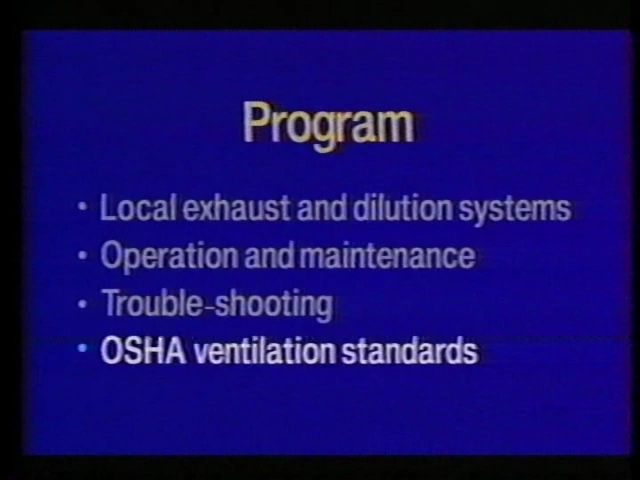 Program
• Local exhaust and dilution systems
• Operation and maintenance
• Trouble-shooting
• OSHA ventilation standards